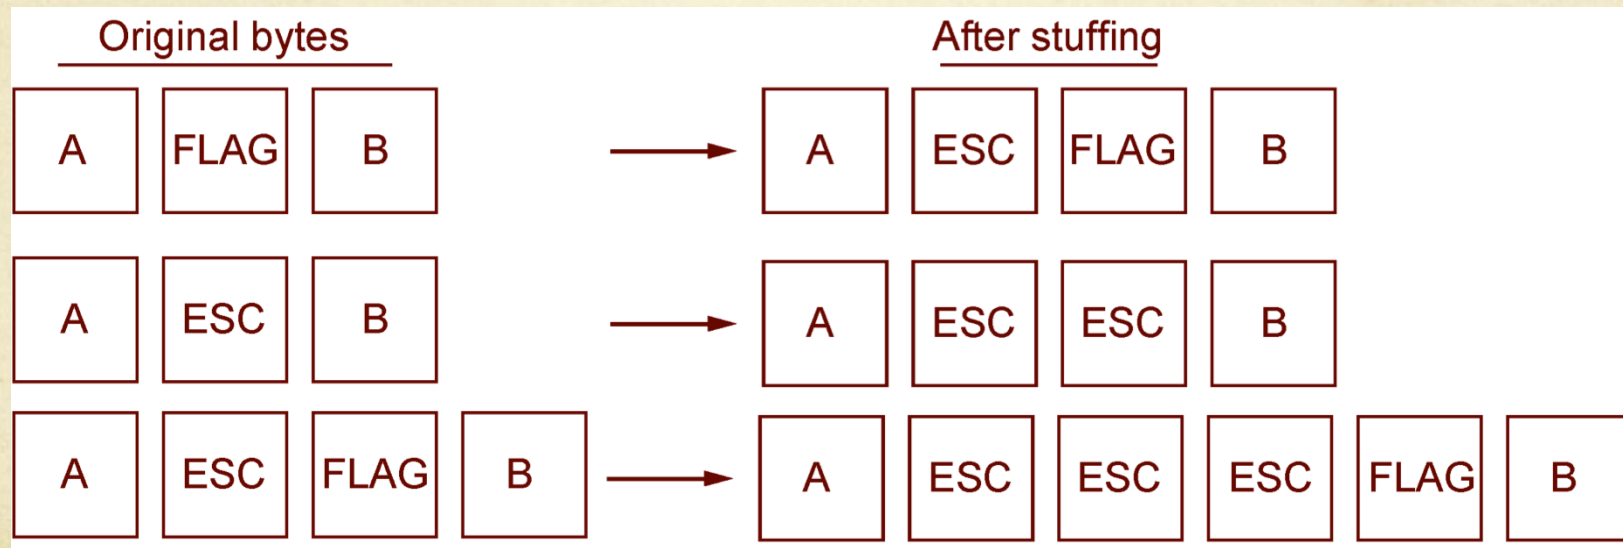 Original bytes After stuffing
A FLAG B A ESC FLAG B
A ESC B A ESC ESC B
A ESC FLAG B A ESC ESC ESC FLAG B